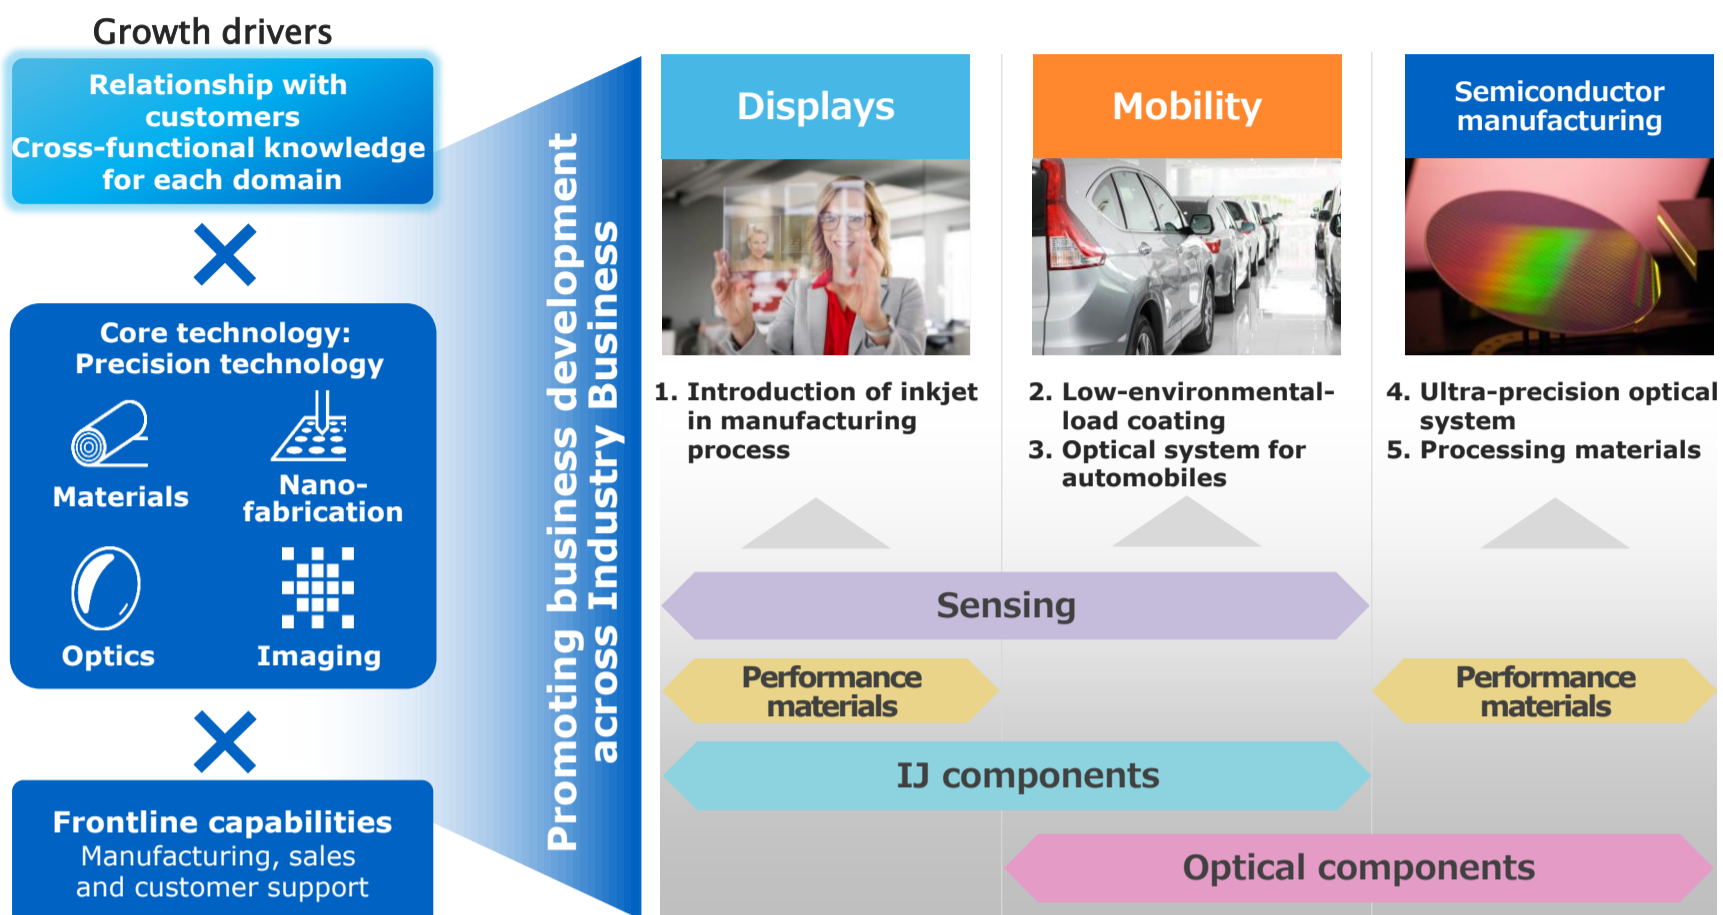 Growth drivers
Relationship with
customers
Cross-functional knowledge
for each domain
Core technology:
Precision technology
Materials
Nano-
fabrication
Optics
Imaging
Frontline capabilities
Manufacturing, sales
and customer support
Promoting business development
across Industry Business
Displays
1. Introduction of inkjet
in manufacturing
process
Mobility
2. Low-environmental-
load coating
3. Optical system for
automobiles
Semiconductor
manufacturing
4. Ultra-precision optical
system
5. Processing materials
Sensing
Performance
materials
Performance
materials
IJ components
Optical components